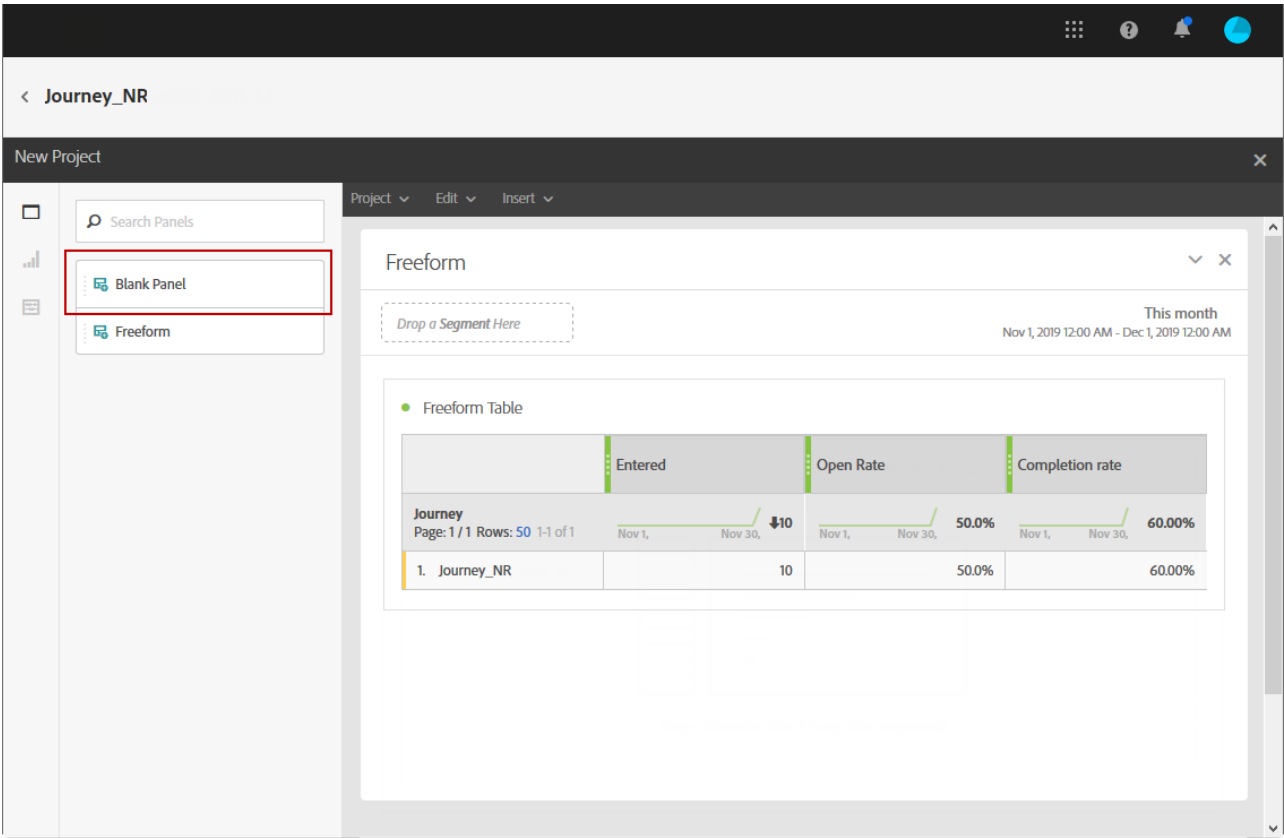 Journey_NR
New Project
Project Edit Insert
Search Panels
Blank Panel
Freeform
Freeform
Drop a Segment Here
This month
Nov 1, 2019 12:00 AM - Dec 1, 2019 12:00 AM
Freeform Table
Entered Open Rate Completion rate
Journey
Page: 1 / 1 Rows: 50 1-1 of 1
Nov 1, Nov 30, 10 Nov 1, Nov 30, 50.0% Nov 1, Nov 30, 60.00%
1. Journey_NR 10 50.0% 60.00%